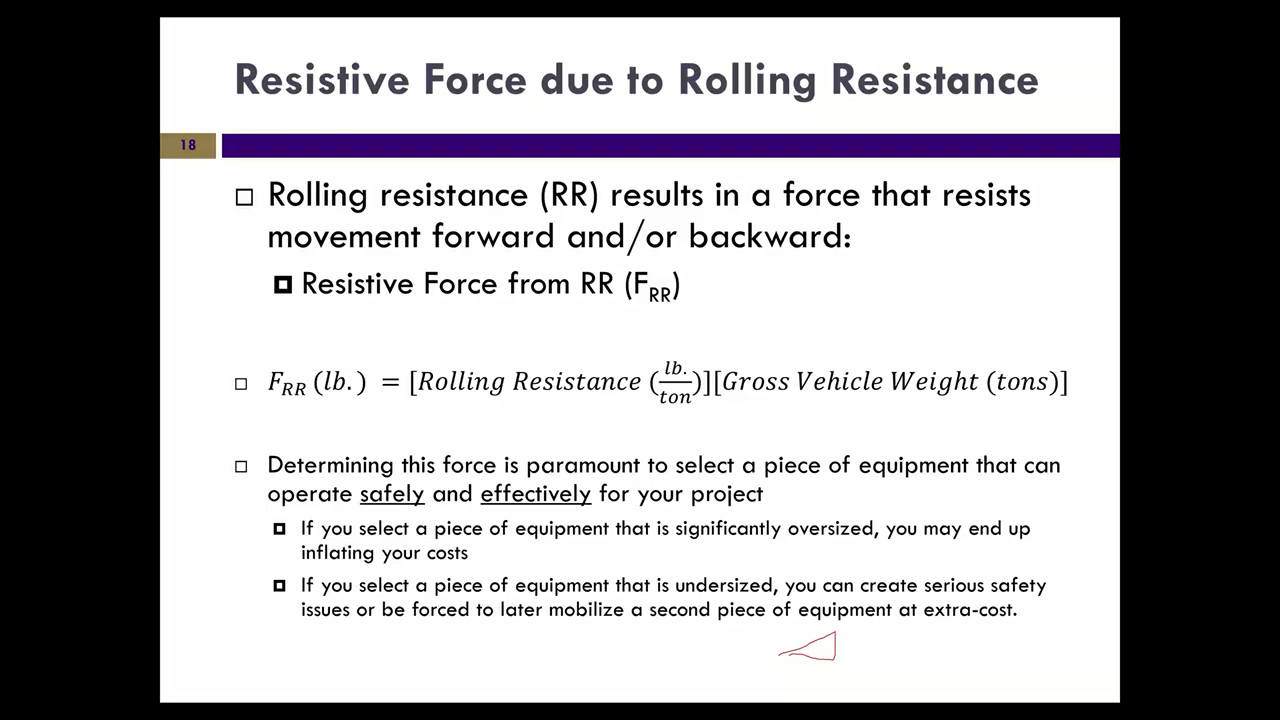 Resistive Force due to Rolling Resistance
18
Rolling resistance (RR) results in a force that resists
movement forward and/or backward:
Resistive Force from RR (F_RR)
F_RR (lb.) = [Rolling Resistance (lb./ton)][Gross Vehicle Weight (tons)]
Determining this force is paramount to select a piece of equipment that can
operate safely and effectively for your project
If you select a piece of equipment that is significantly oversized, you may end up
inflating your costs
If you select a piece of equipment that is undersized, you can create serious safety
issues or be forced to later mobilize a second piece of equipment at extra-cost.